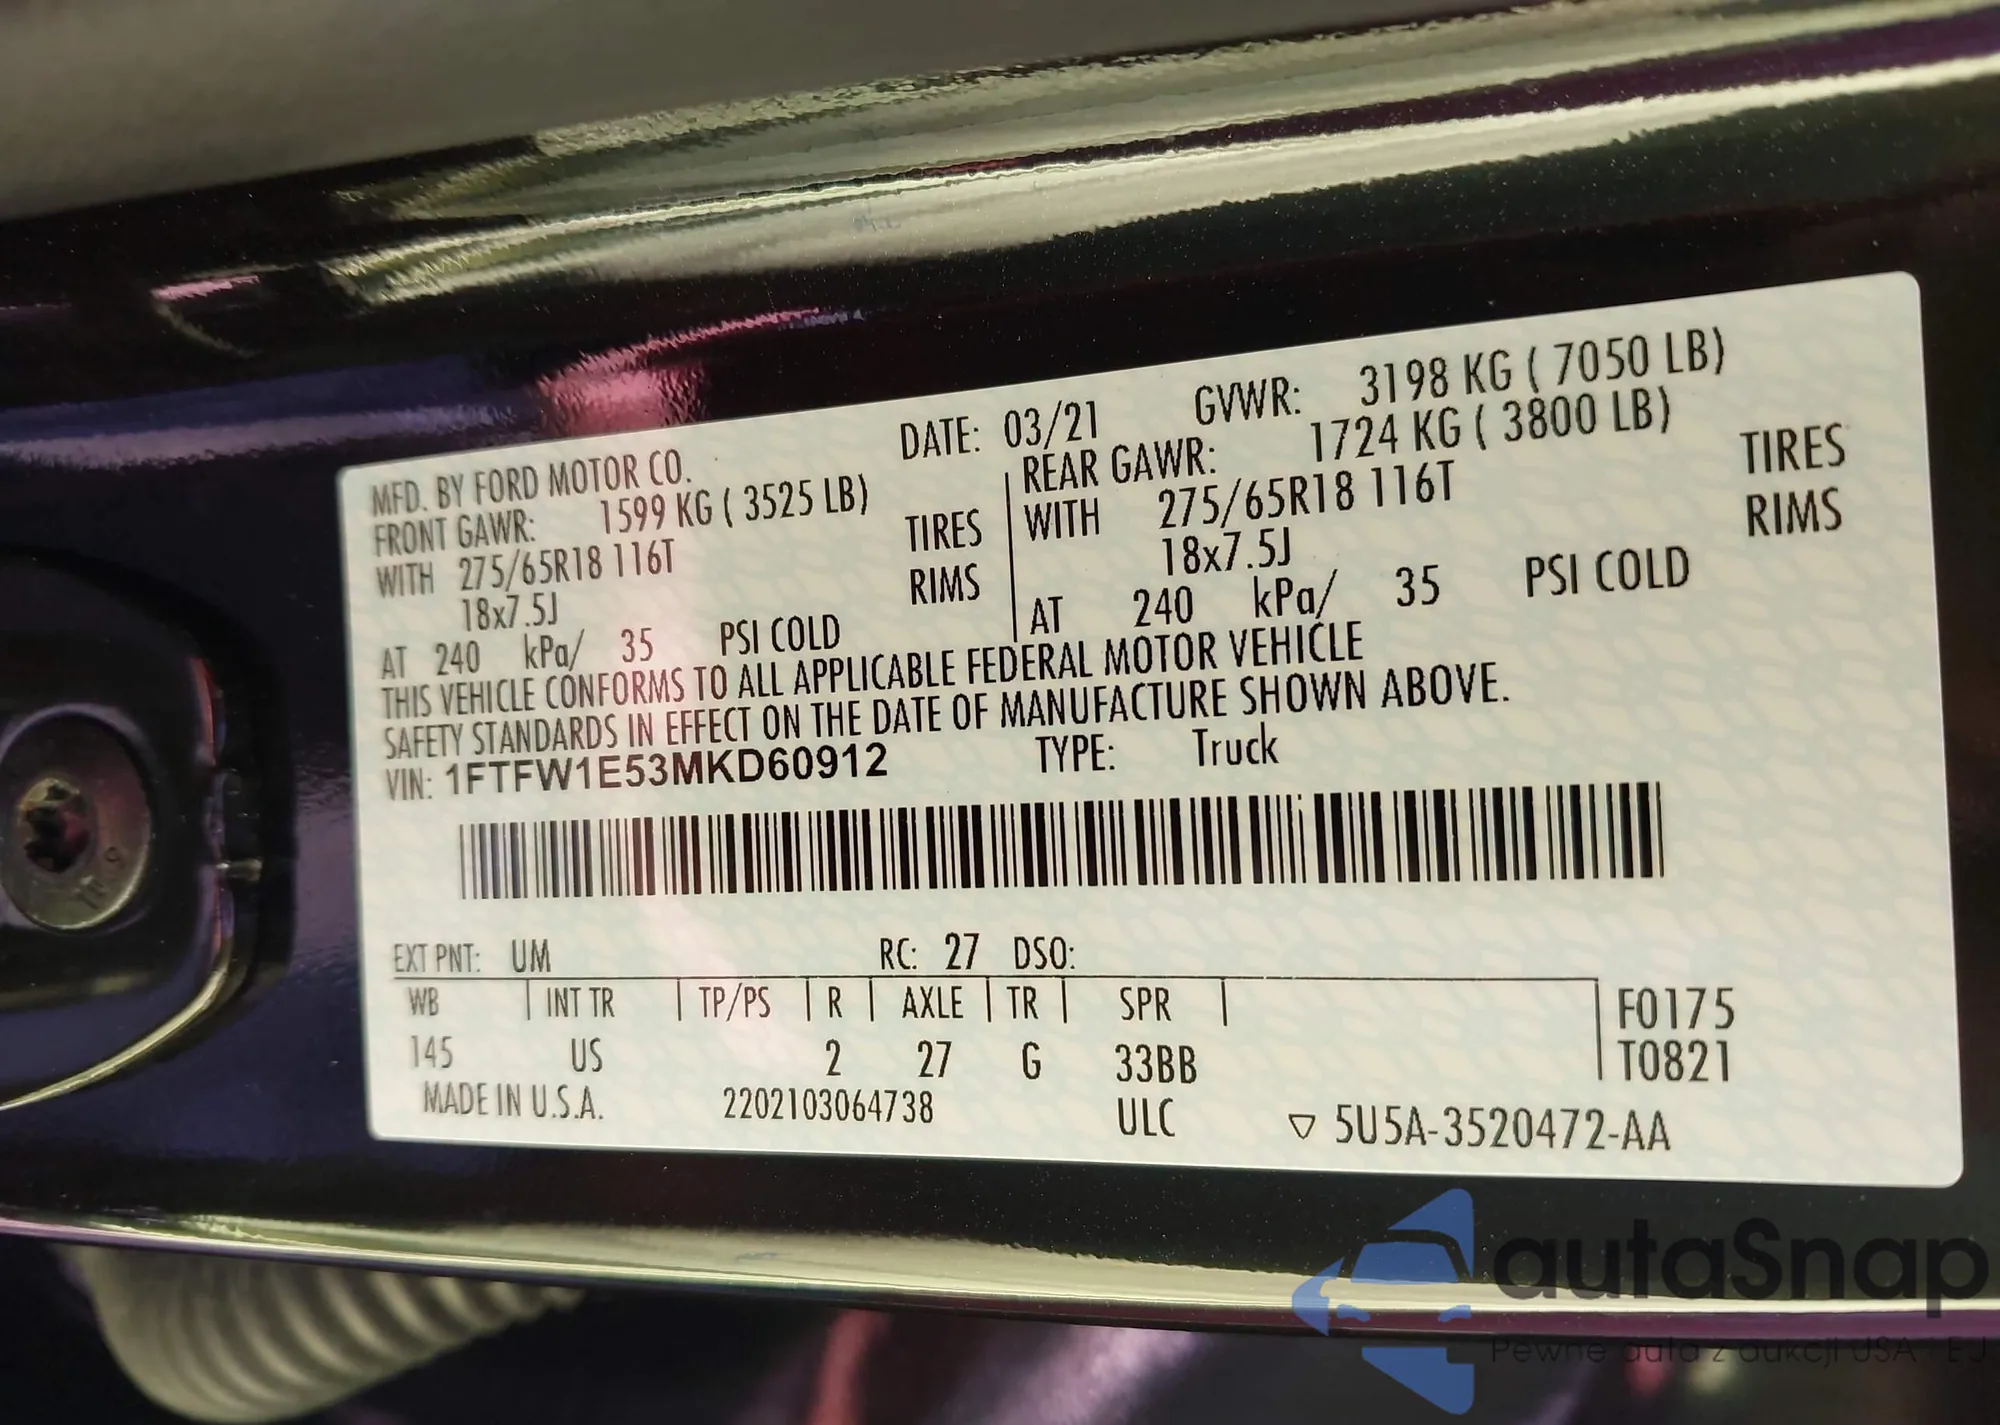 MFD. BY FORD MOTOR CO. DATE: 03/21 GVWR: 3198 KG ( 7050 LB)
FRONT GAWR: 1599 KG ( 3525 LB) REAR GAWR: 1724 KG ( 3800 LB)
WITH 275/65R18 116T TIRES WITH 275/65R18 116T TIRES
18x7.5J RIMS 18x7.5J RIMS
AT 240 kPa/ 35 PSI COLD AT 240 kPa/ 35 PSI COLD
THIS VEHICLE CONFORMS TO ALL APPLICABLE FEDERAL MOTOR VEHICLE
SAFETY STANDARDS IN EFFECT ON THE DATE OF MANUFACTURE SHOWN ABOVE.
VIN: 1FTFW1E53MKD60912 TYPE: Truck
EXT PNT: UM RC: 27 DSO:
WB INT TR TP/PS R AXLE TR SPR F0175
145 US 2 27 G 33BB T0821
MADE IN U.S.A. 2202103064738 ULC ▽ 5U5A-3520472-AA
autaSnap
Pewne auta z aukcji USA i EU